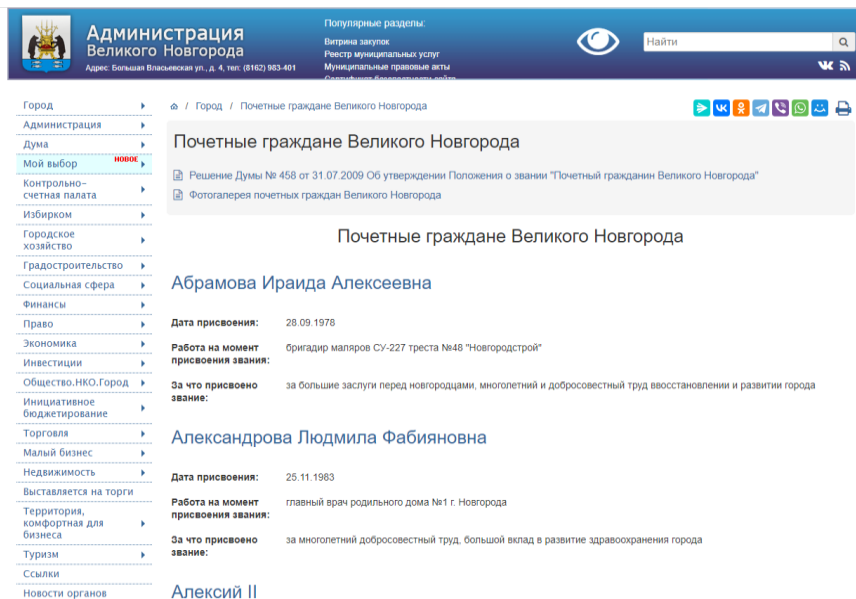 Администрация
Великого Новгорода
Адрес: Большая Власьевская ул., д. 4, тел: (8162) 983-401
Популярные разделы:
Витрина закупок
Реестр муниципальных услуг
Муниципальные правовые акты
Сертификат безопасности сайта
Найти
Город
Администрация
Дума
Мой выбор
НОВОЕ
Контрольно-
счетная палата
Избирком
Городское
хозяйство
Градостроительство
Социальная сфера
Финансы
Право
Экономика
Инвестиции
Общество.НКО.Город
Инициативное
бюджетирование
Торговля
Малый бизнес
Недвижимость
Выставляется на торги
Территория,
комфортная для
бизнеса
Туризм
Ссылки
Новости органов
/ Город / Почетные граждане Великого Новгорода
Почетные граждане Великого Новгорода
Решение Думы № 458 от 31.07.2009 Об утверждении Положения о звании "Почетный гражданин Великого Новгорода"
Фотогалерея почетных граждан Великого Новгорода
Почетные граждане Великого Новгорода
Абрамова Ираида Алексеевна
Дата присвоения: 28.09.1978
Работа на момент
присвоения звания:
бригадир маляров СУ-227 треста №48 "Новгородстрой"
За что присвоено
звание:
за большие заслуги перед новгородцами, многолетний и добросовестный труд ввосстановлении и развитии города
Александрова Людмила Фабияновна
Дата присвоения: 25.11.1983
Работа на момент
присвоения звания:
главный врач родильного дома №1 г. Новгорода
За что присвоено
звание:
за многолетний добросовестный труд, большой вклад в развитие здравоохранения города
Алексий II